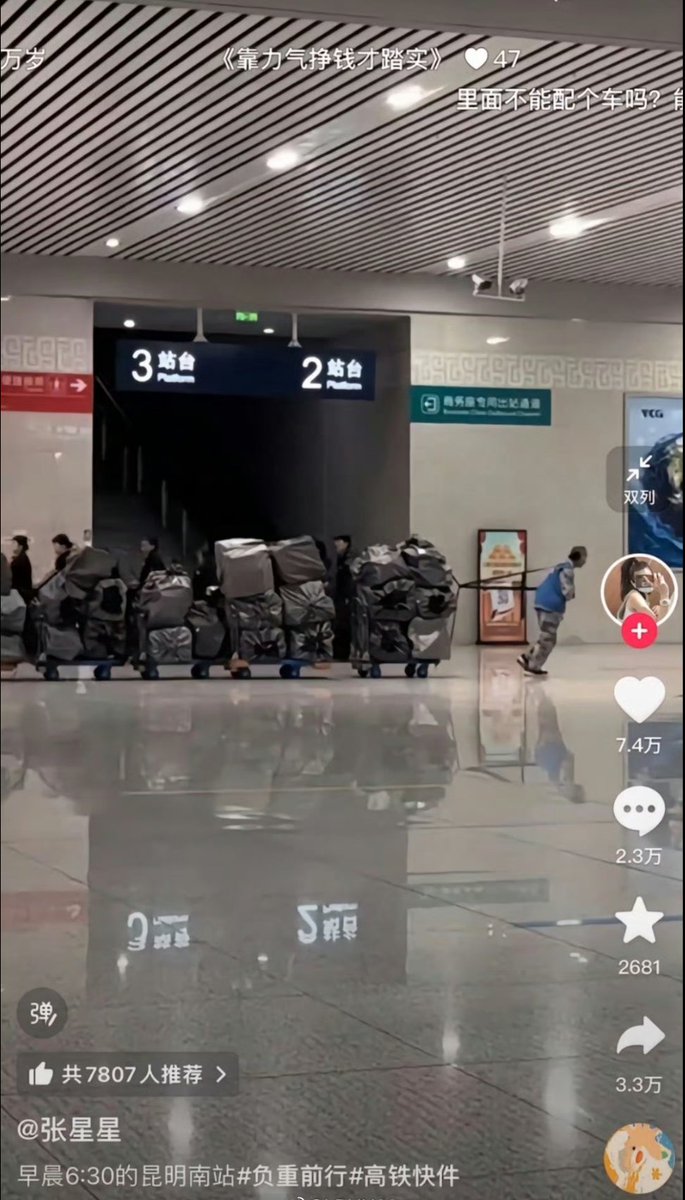 万岁
《靠力气挣钱才踏实》 47
里面不能配个车吗？
3 站台
Platform
2 站台
Platform
商务座专用出站通道
VCG
双列
7.4万
2.3万
2681
3.3万
弹
共7807人推荐
@张星星
早晨6:30的昆明南站#负重前行#高铁快件